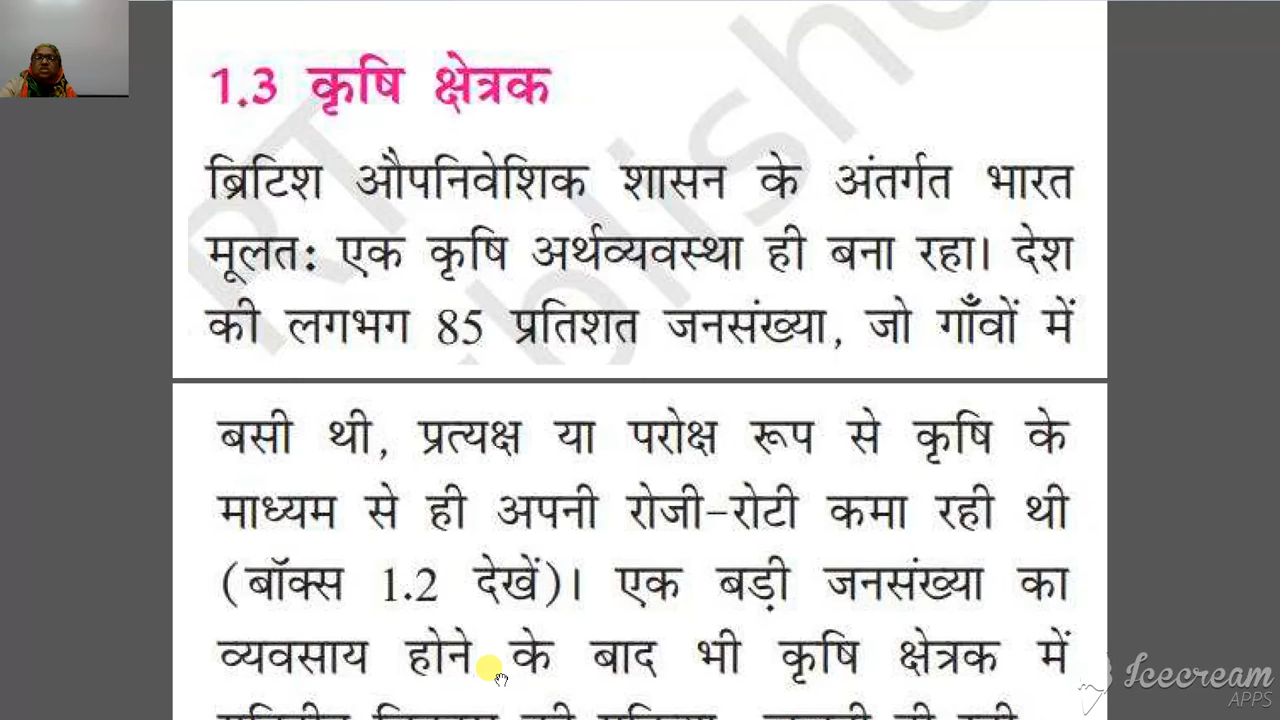 1.3 कृषि क्षेत्रक
ब्रिटिश औपनिवेशिक शासन के अंतर्गत भारत
मूलत: एक कृषि अर्थव्यवस्था ही बना रहा। देश
की लगभग 85 प्रतिशत जनसंख्या, जो गाँवों में
बसी थी, प्रत्यक्ष या परोक्ष रूप से कृषि के
माध्यम से ही अपनी रोजी-रोटी कमा रही थी
(बॉक्स 1.2 देखें)। एक बड़ी जनसंख्या का
व्यवसाय होने के बाद भी कृषि क्षेत्रक में
Icecream
APPS